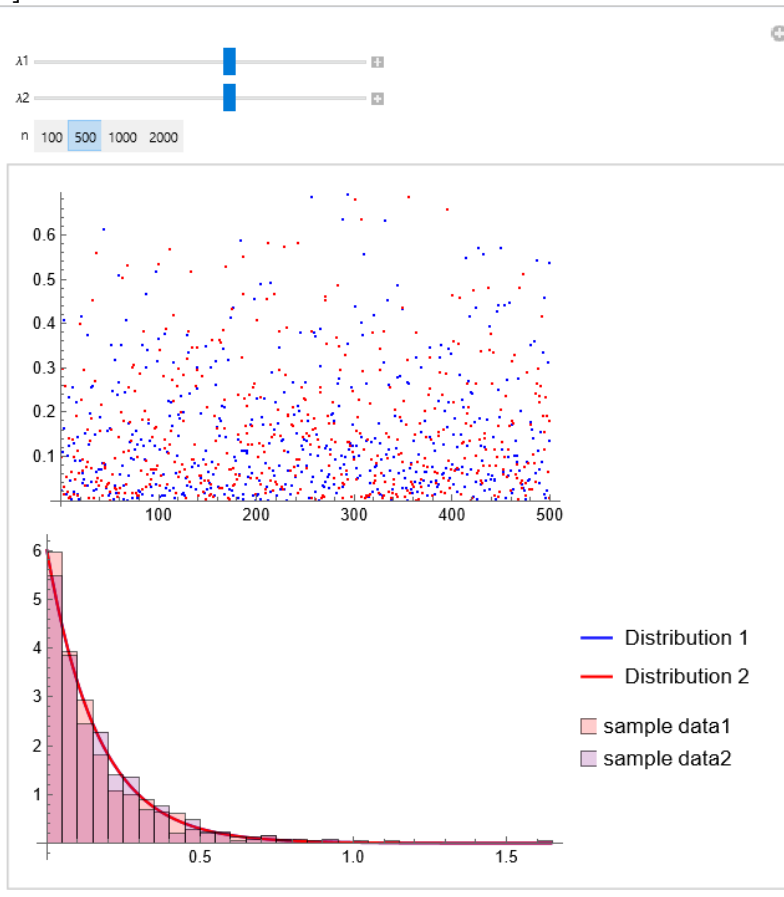 λ1
λ2
n 100 500 1000 2000
0.6
0.5
0.4
0.3
0.2
0.1
100 200 300 400 500
6
5
4
3
2
1
0.5 1.0 1.5
Distribution 1
Distribution 2
sample data1
sample data2